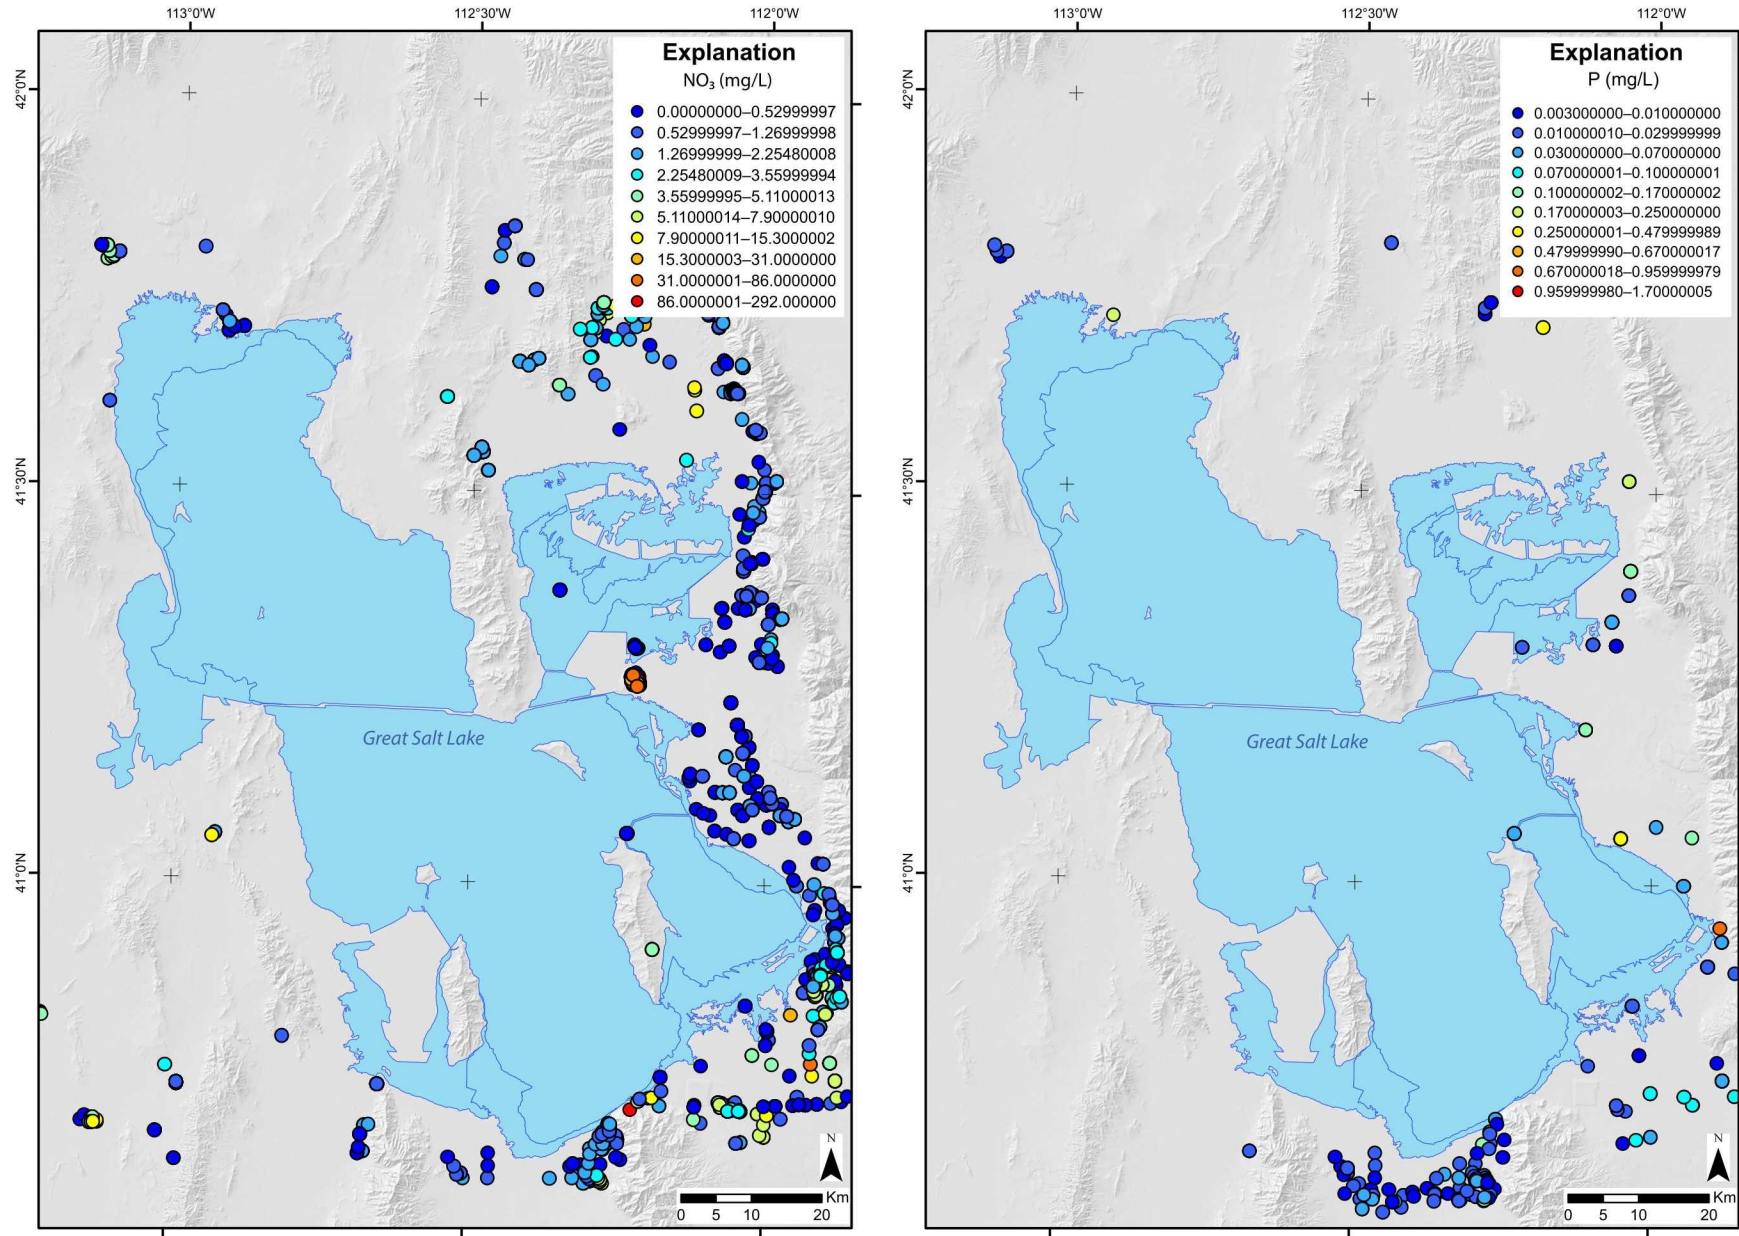 113°0'W 112°30'W 112°0'W
42°0'N
41°30'N
41°0'N
Explanation
NO₃ (mg/L)
0.00000000–0.52999997
0.52999997–1.26999998
1.26999999–2.25480008
2.25480009–3.55999994
3.55999995–5.11000013
5.11000014–7.90000010
7.90000011–15.3000002
15.3000003–31.0000000
31.0000001–86.0000000
86.0000001–292.000000
Great Salt Lake
N
Km
0 5 10 20
113°0'W 112°30'W 112°0'W
42°0'N
41°30'N
41°0'N
Explanation
P (mg/L)
0.003000000–0.010000000
0.010000010–0.029999999
0.030000000–0.070000000
0.070000001–0.100000001
0.100000002–0.170000002
0.170000003–0.250000000
0.250000001–0.479999989
0.479999990–0.670000017
0.670000018–0.959999979
0.959999980–1.70000005
Great Salt Lake
N
Km
0 5 10 20